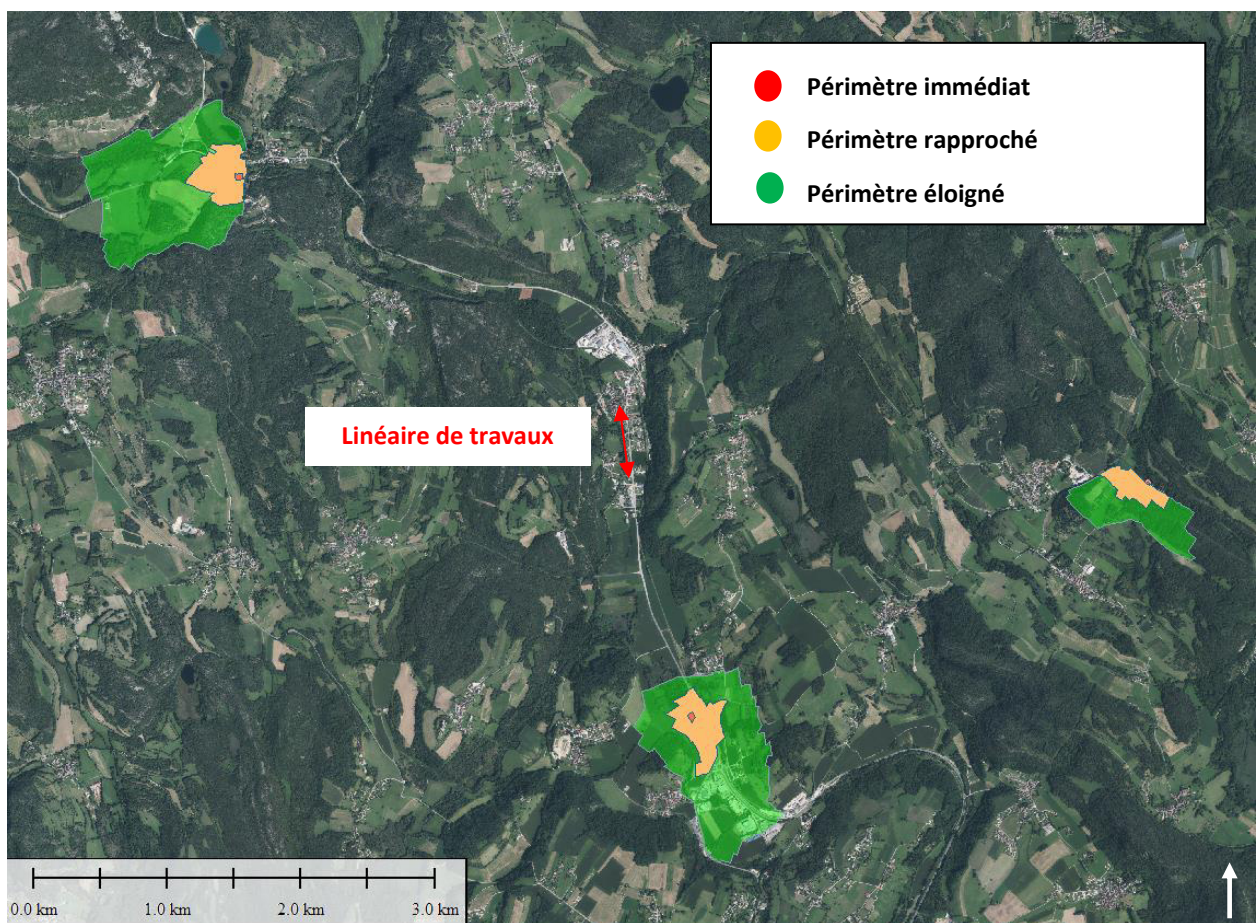 Périmètre immédiat
Périmètre rapproché
Périmètre éloigné
Linéaire de travaux
0.0 km 1.0 km 2.0 km 3.0 km